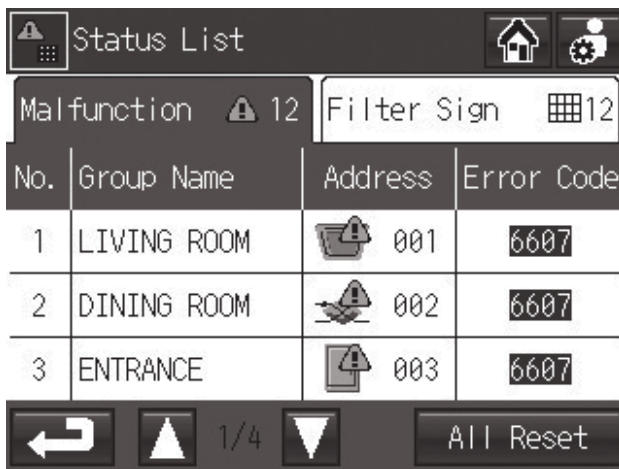 Status List
Malfunction 12 Filter Sign 12
No. Group Name Address Error Code
1 LIVING ROOM 001 6607
2 DINING ROOM 002 6607
3 ENTRANCE 003 6607
1/4 All Reset